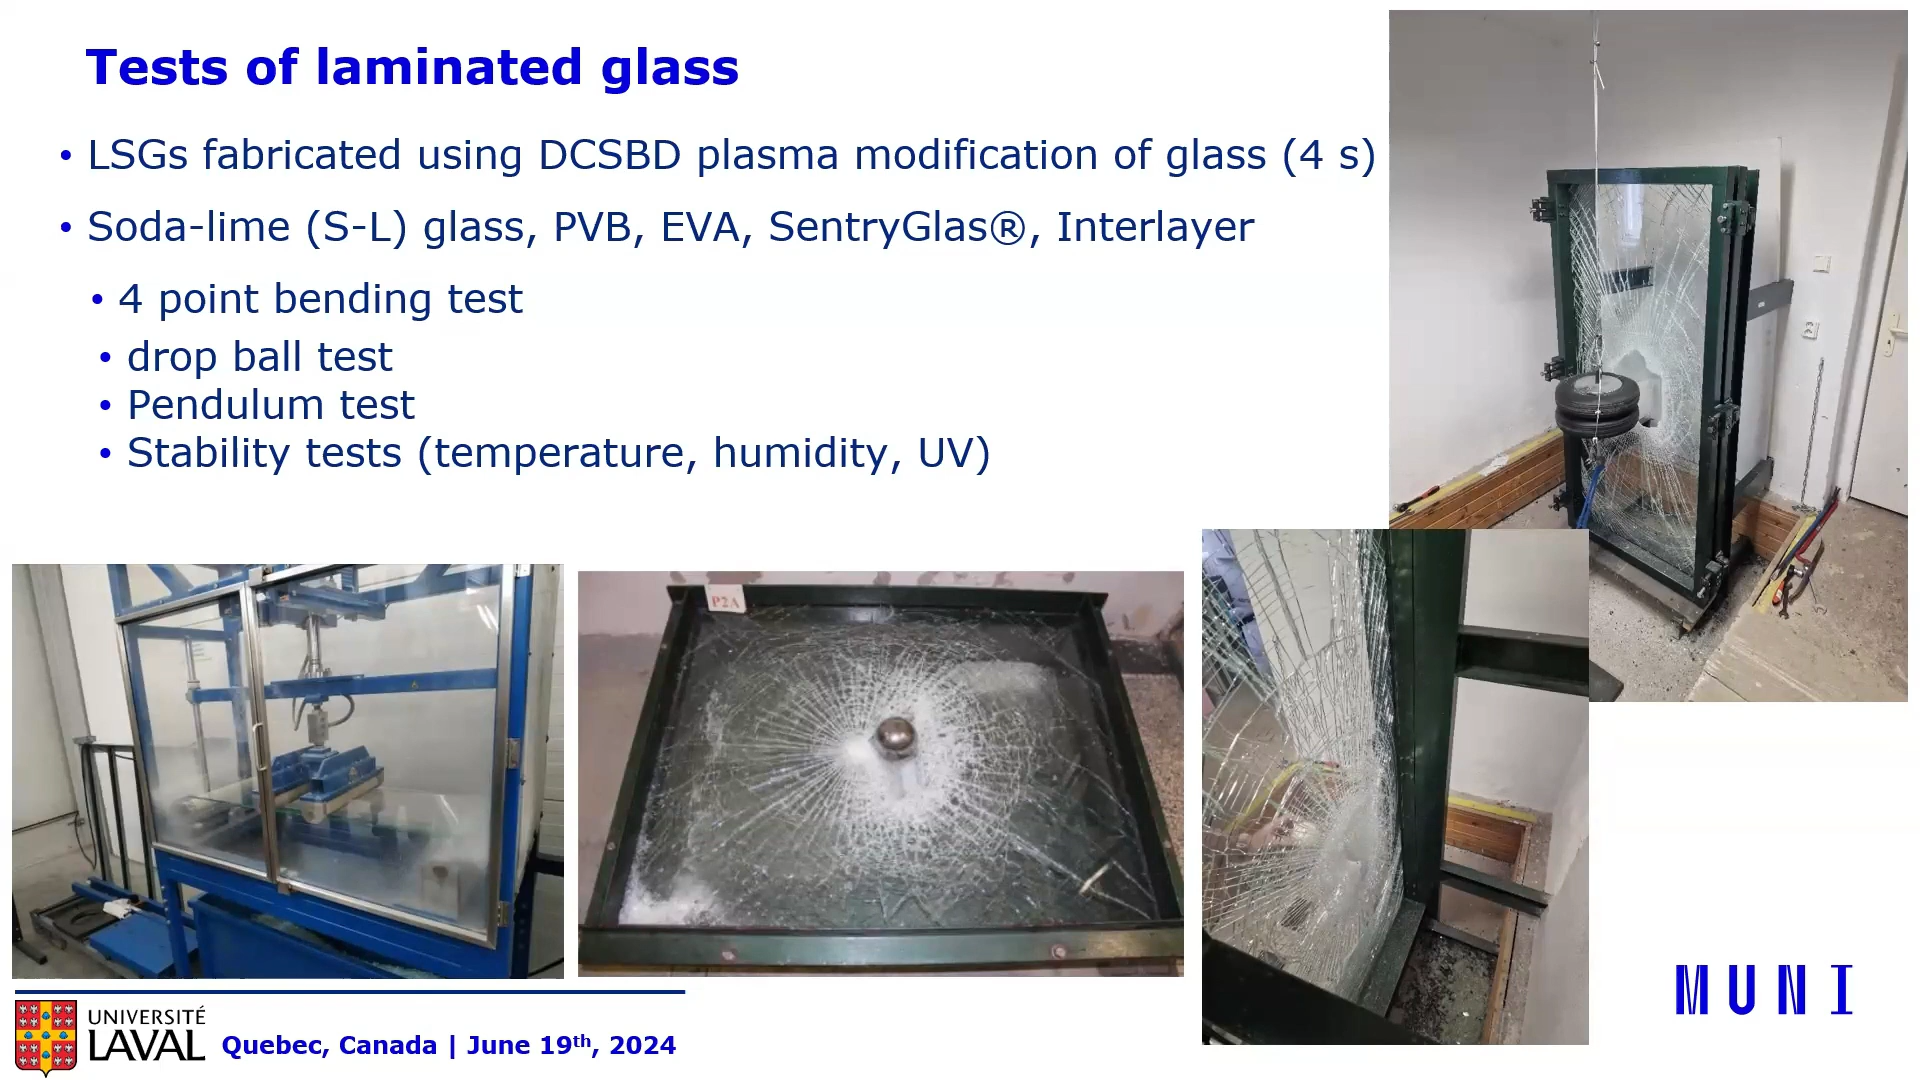 Tests of laminated glass
• LSGs fabricated using DCSBD plasma modification of glass (4 s)
• Soda-lime (S-L) glass, PVB, EVA, SentryGlas®, Interlayer
• 4 point bending test
• drop ball test
• Pendulum test
• Stability tests (temperature, humidity, UV)
P2A
UNIVERSITÉ
LAVAL
Quebec, Canada | June 19th, 2024
MUNI